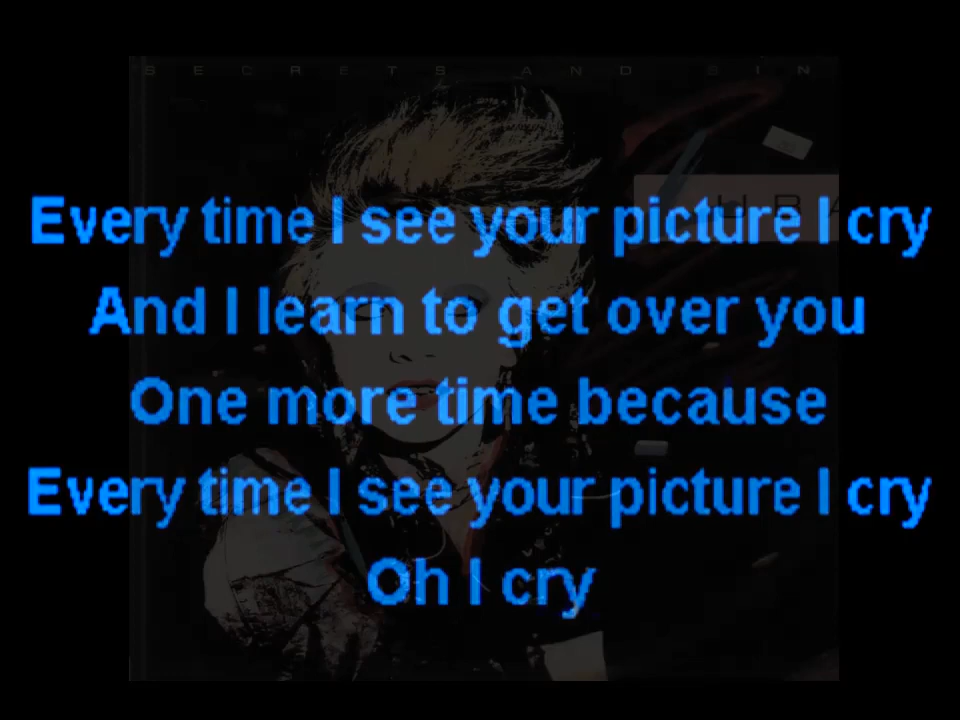 SECRETS AND SIN
URA
Every time I see your picture I cry
And I learn to get over you
One more time because
Every time I see your picture I cry
Oh I cry